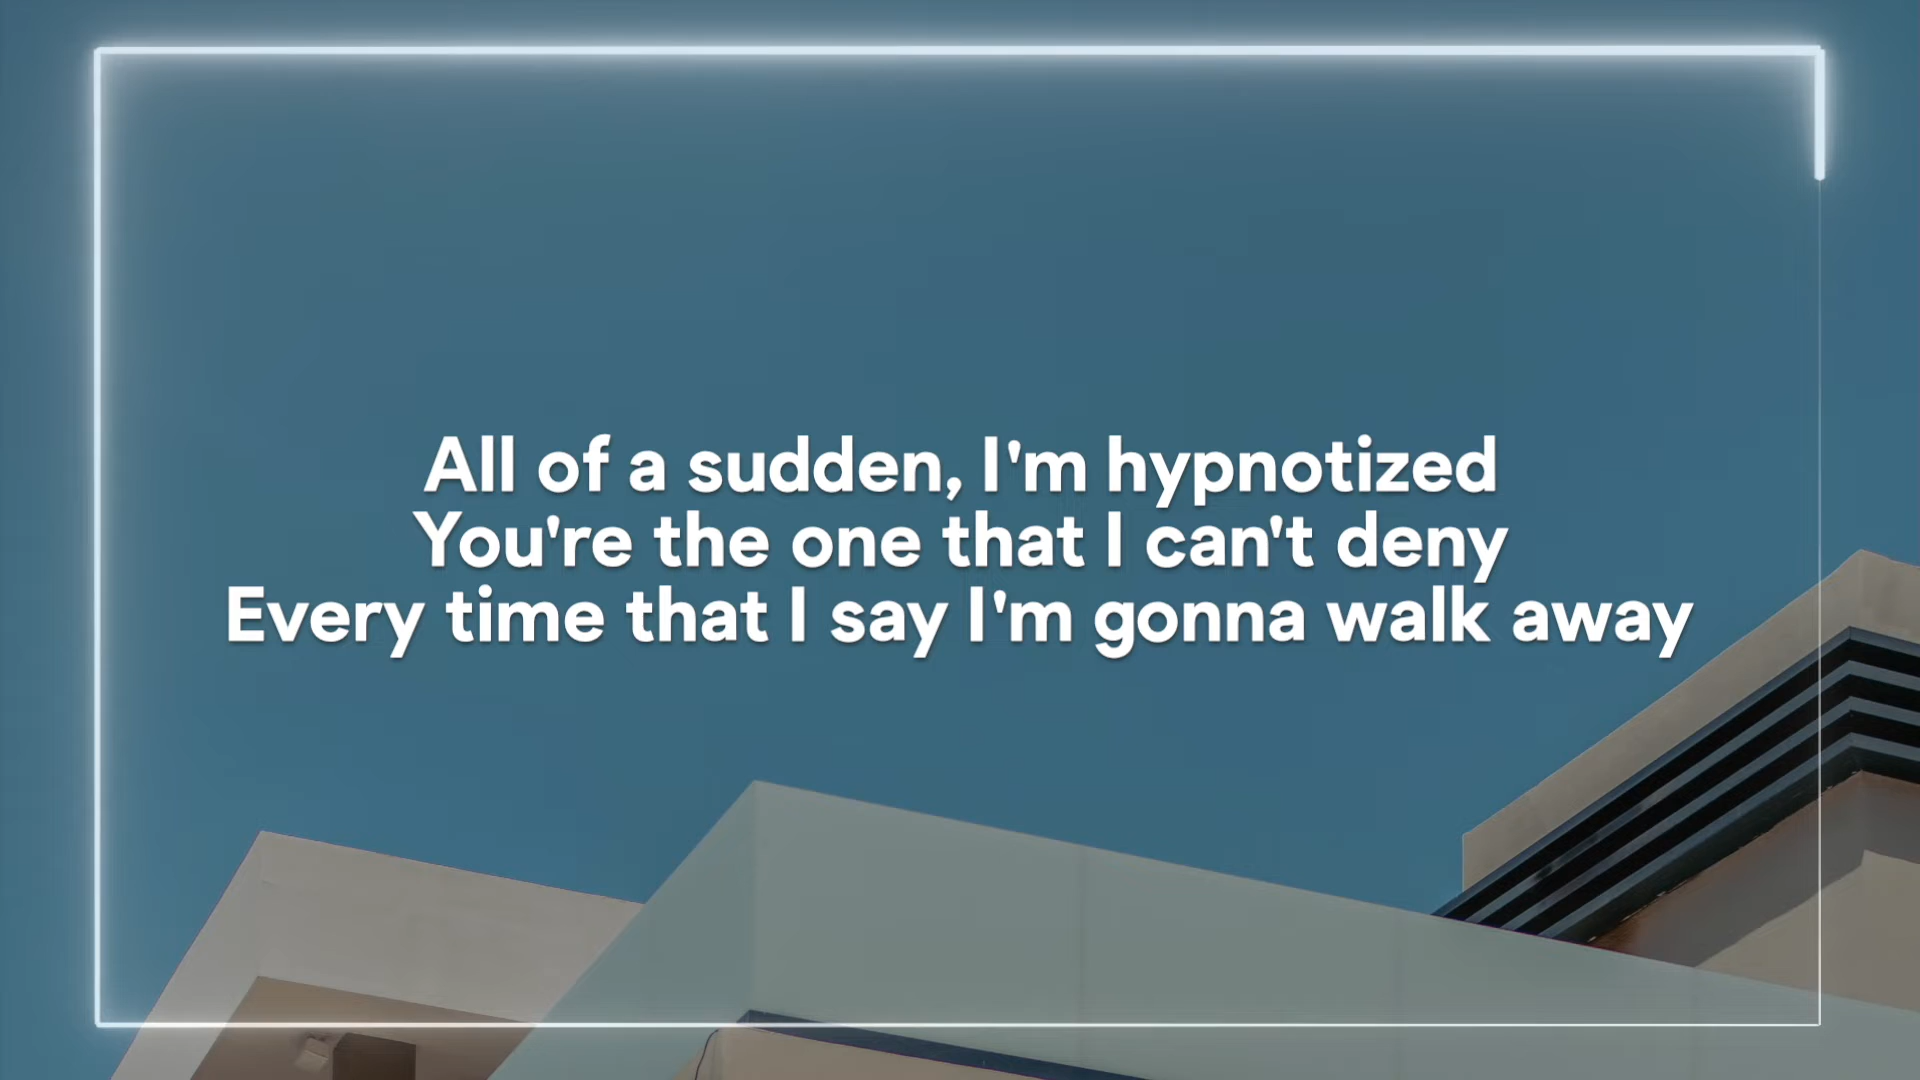 All of a sudden, I'm hypnotized
You're the one that I can't deny
Every time that I say I'm gonna walk away